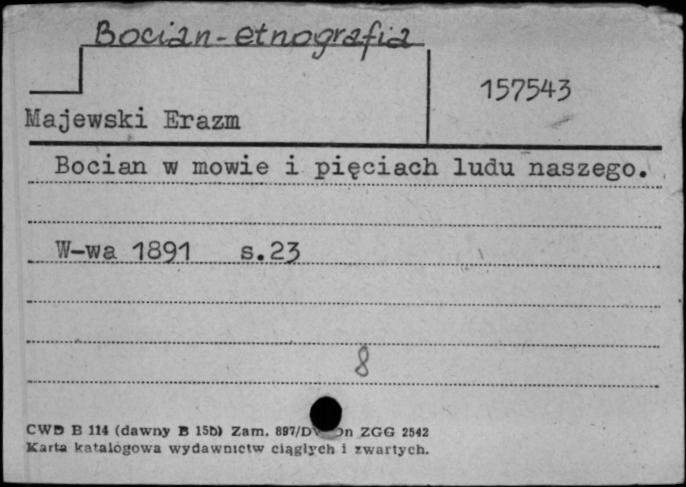 Bocian-etnografia
157543
Majewski Erazm
Bocian w mowie i pięciach ludu naszego.
W-wa 1891 s.23
8
CWD B 114 (dawny B 15b) Zam. 897/D ZGG 2542
Karta katalogowa wydawnictw ciągłych i zwartych.